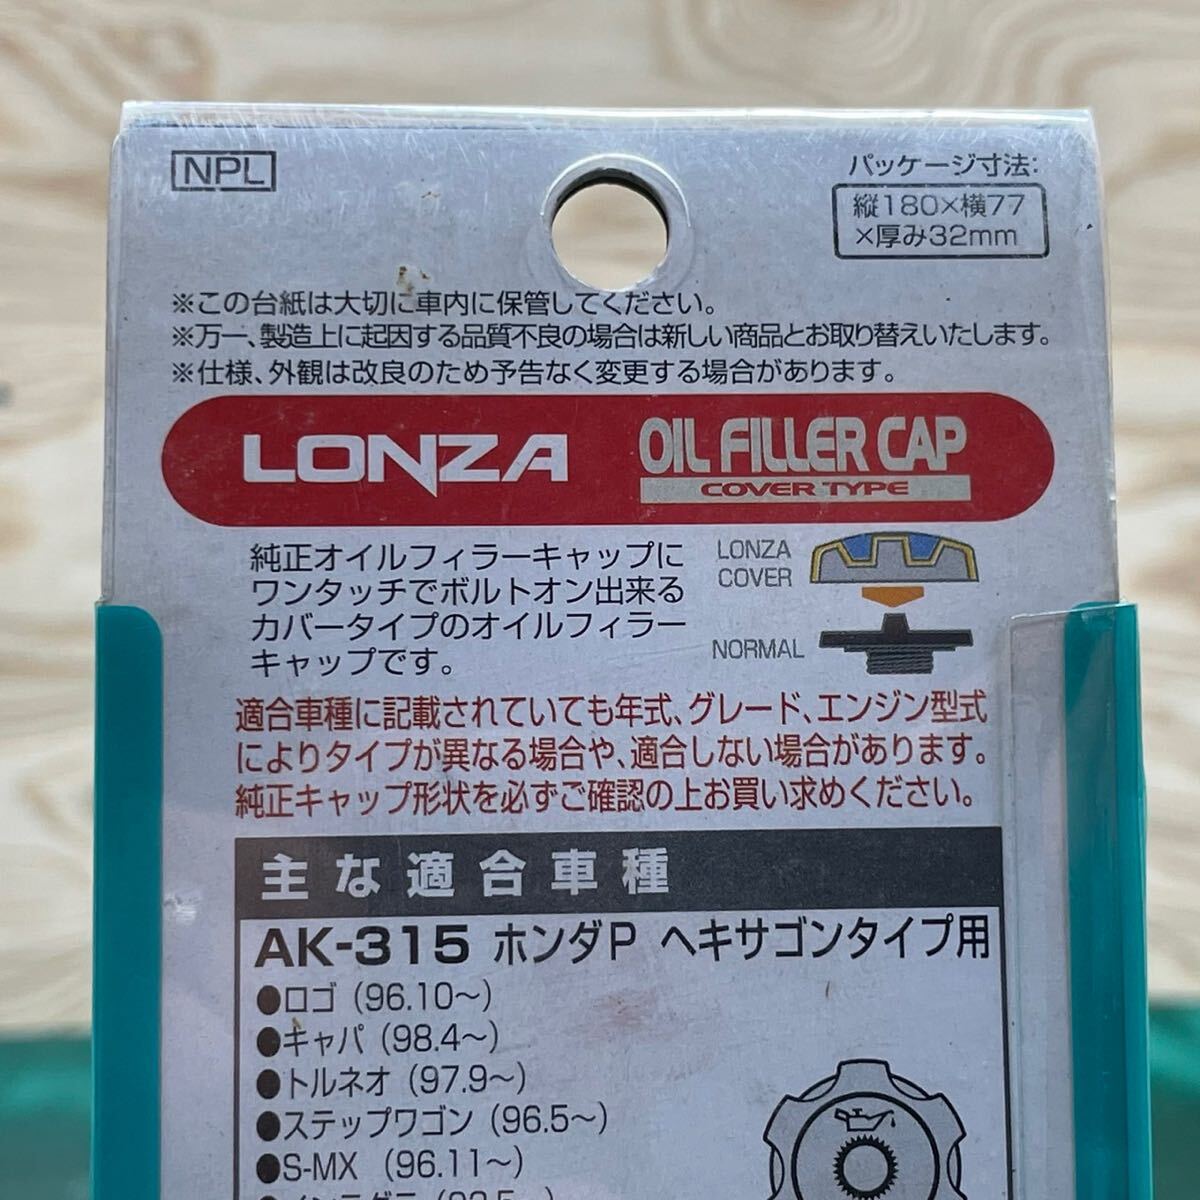 NPL
パッケージ寸法:
縦180×横77
×厚み32mm
※この台紙は大切に車内に保管してください。
※万一、製造上に起因する品質不良の場合は新しい商品とお取り替えいたします。
※仕様、外観は改良のため予告なく変更する場合があります。
LONZA
OIL FILLER CAP
COVER TYPE
純正オイルフィラーキャップに
ワンタッチでボルトオン出来る
カバータイプのオイルフィラー
キャップです。
LONZA
COVER
NORMAL
適合車種に記載されていても年式、グレード、エンジン型式
によりタイプが異なる場合や、適合しない場合があります。
純正キャップ形状を必ずご確認の上お買い求めください。
主な適合車種
AK-315 ホンダP ヘキサゴンタイプ用
●ロゴ（96.10～）
●キャパ（98.4～）
●トルネオ（97.9～）
●ステップワゴン（96.5～）
●S-MX （96.11～）